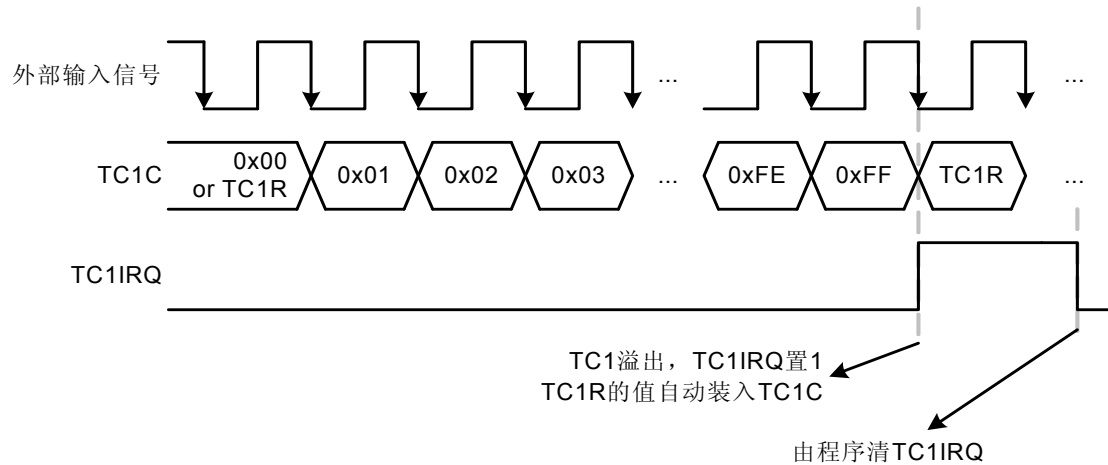 外部输入信号
...
...
TC1C
0x00
or TC1R
0x01
0x02
0x03
...
0xFE
0xFF
TC1R
...
TC1IRQ
TC1溢出，TC1IRQ置1
TC1R的值自动装入TC1C
由程序清TC1IRQ